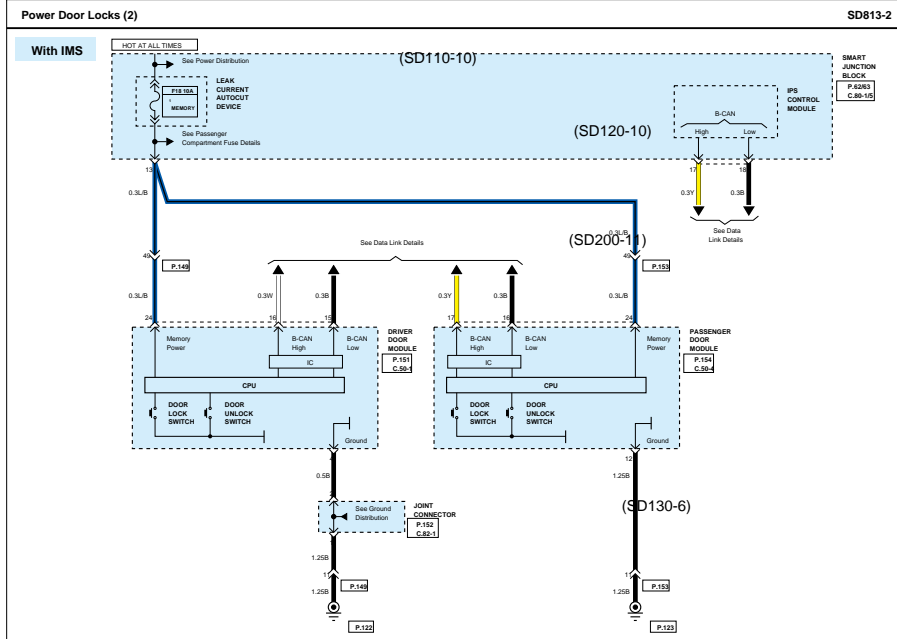 Power Door Locks (2)
SD813-2
With IMS
HOT AT ALL TIMES
See Power Distribution
(SD110-10)
SMART
JUNCTION
BLOCK
P.62/63
C.80-1/5
LEAK
CURRENT
AUTOCUT
DEVICE
F18 10A
MEMORY
IPS
CONTROL
MODULE
B-CAN
High
Low
(SD120-10)
See Passenger
Compartment Fuse Details
13
17
18
0.3L/B
0.3Y
0.3B
See Data
Link Details
0.3L/B
(SD200-11)
See Data Link Details
49
P.149
49
P.153
0.3L/B
0.3W
0.3B
0.3Y
0.3B
0.3L/B
24
16
15
17
16
24
Memory
Power
B-CAN
High
B-CAN
Low
DRIVER
DOOR
MODULE
P.151
C.50-1
B-CAN
High
B-CAN
Low
Memory
Power
PASSENGER
DOOR
MODULE
P.154
C.50-4
IC
IC
CPU
CPU
DOOR
LOCK
SWITCH
DOOR
UNLOCK
SWITCH
DOOR
LOCK
SWITCH
DOOR
UNLOCK
SWITCH
Ground
Ground
12
0.5B
1.25B
See Ground
Distribution
JOINT
CONNECTOR
P.152
C.82-1
(SD130-6)
1.25B
11
P.149
11
P.153
1.25B
1.25B
P.122
P.123